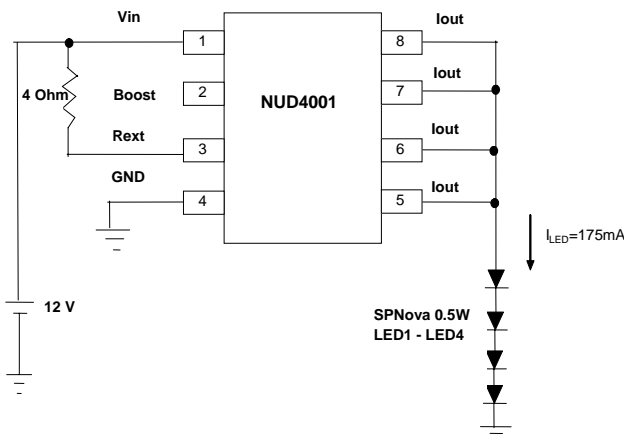 Vin
Iout
1
8
4 Ohm
Boost
2
NUD4001
7
Iout
Rext
3
6
Iout
GND
4
5
Iout
I_LED=175mA
12 V
SPNova 0.5W
LED1 - LED4